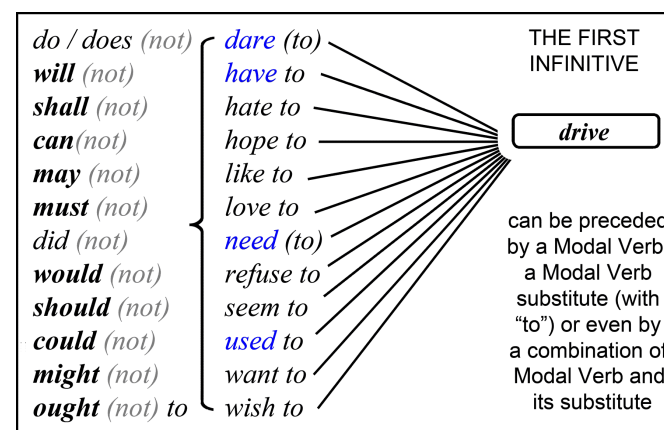 do / does (not)
will (not)
shall (not)
can(not)
may (not)
must (not)
did (not)
would (not)
should (not)
could (not)
might (not)
ought (not) to
dare (to)
have to
hate to
hope to
like to
love to
need (to)
refuse to
seem to
used to
want to
wish to
THE FIRST
INFINITIVE
drive
can be preceded
by a Modal Verb
a Modal Verb
substitute (with
“to”) or even by
a combination of
Modal Verb and
its substitute